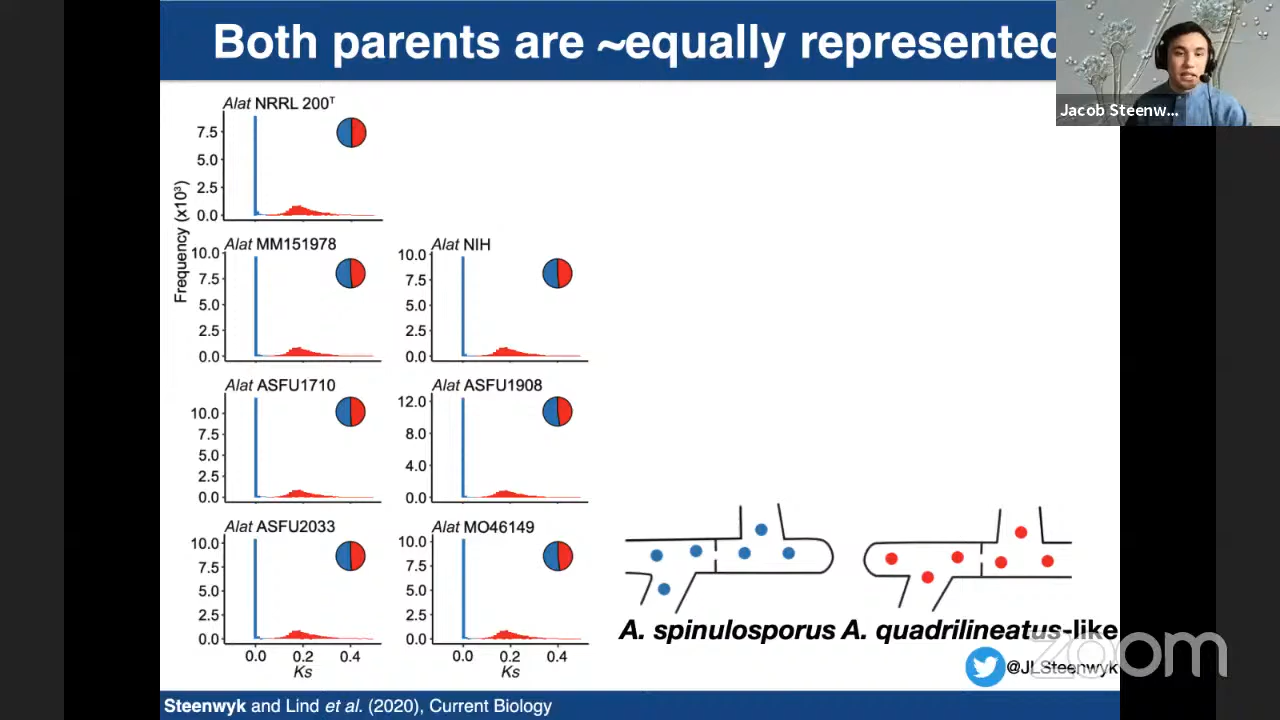 Both parents are ~equally represented
Jacob Steenw...
Alat NRRL 200ᵀ
7.5
5.0
2.5
0.0
Frequency (x10³)
Alat MM151978
10.0
7.5
5.0
2.5
0.0
Alat NIH
10.0
7.5
5.0
2.5
0.0
Alat ASFU1710
10.0
7.5
5.0
2.5
0.0
Alat ASFU1908
12.0
8.0
4.0
0.0
Alat ASFU2033
10.0
7.5
5.0
2.5
0.0
0.0 0.2 0.4
Ks
Alat MO46149
10.0
7.5
5.0
2.5
0.0
0.0 0.2 0.4
Ks
A. spinulosporus A. quadrilineatus-like
@JLSteenwyk
zoom
Steenwyk and Lind et al. (2020), Current Biology